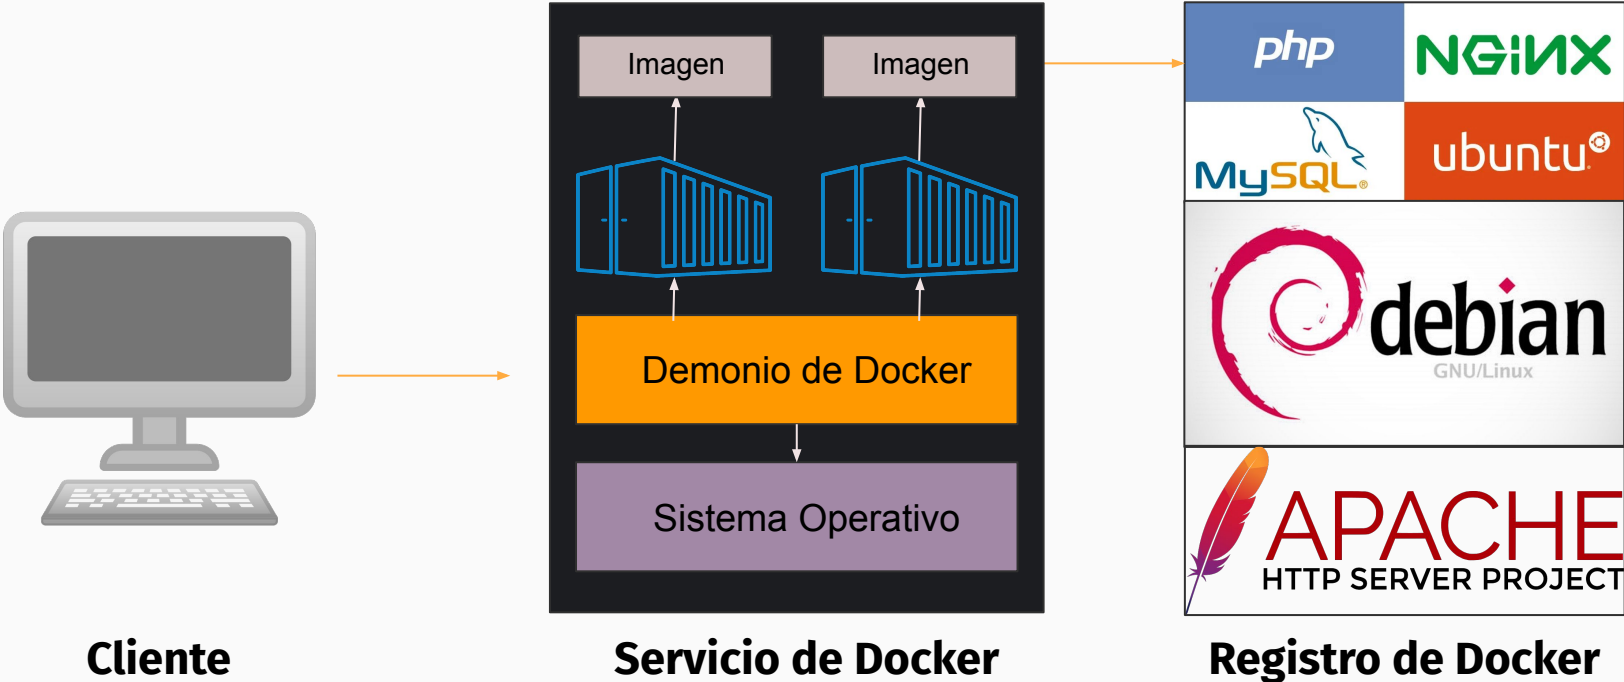 Imagen
Imagen
Demonio de Docker
Sistema Operativo
php
NGINX
MySQL®
ubuntu®
debian
GNU/Linux
APACHE
HTTP SERVER PROJECT
Cliente
Servicio de Docker
Registro de Docker